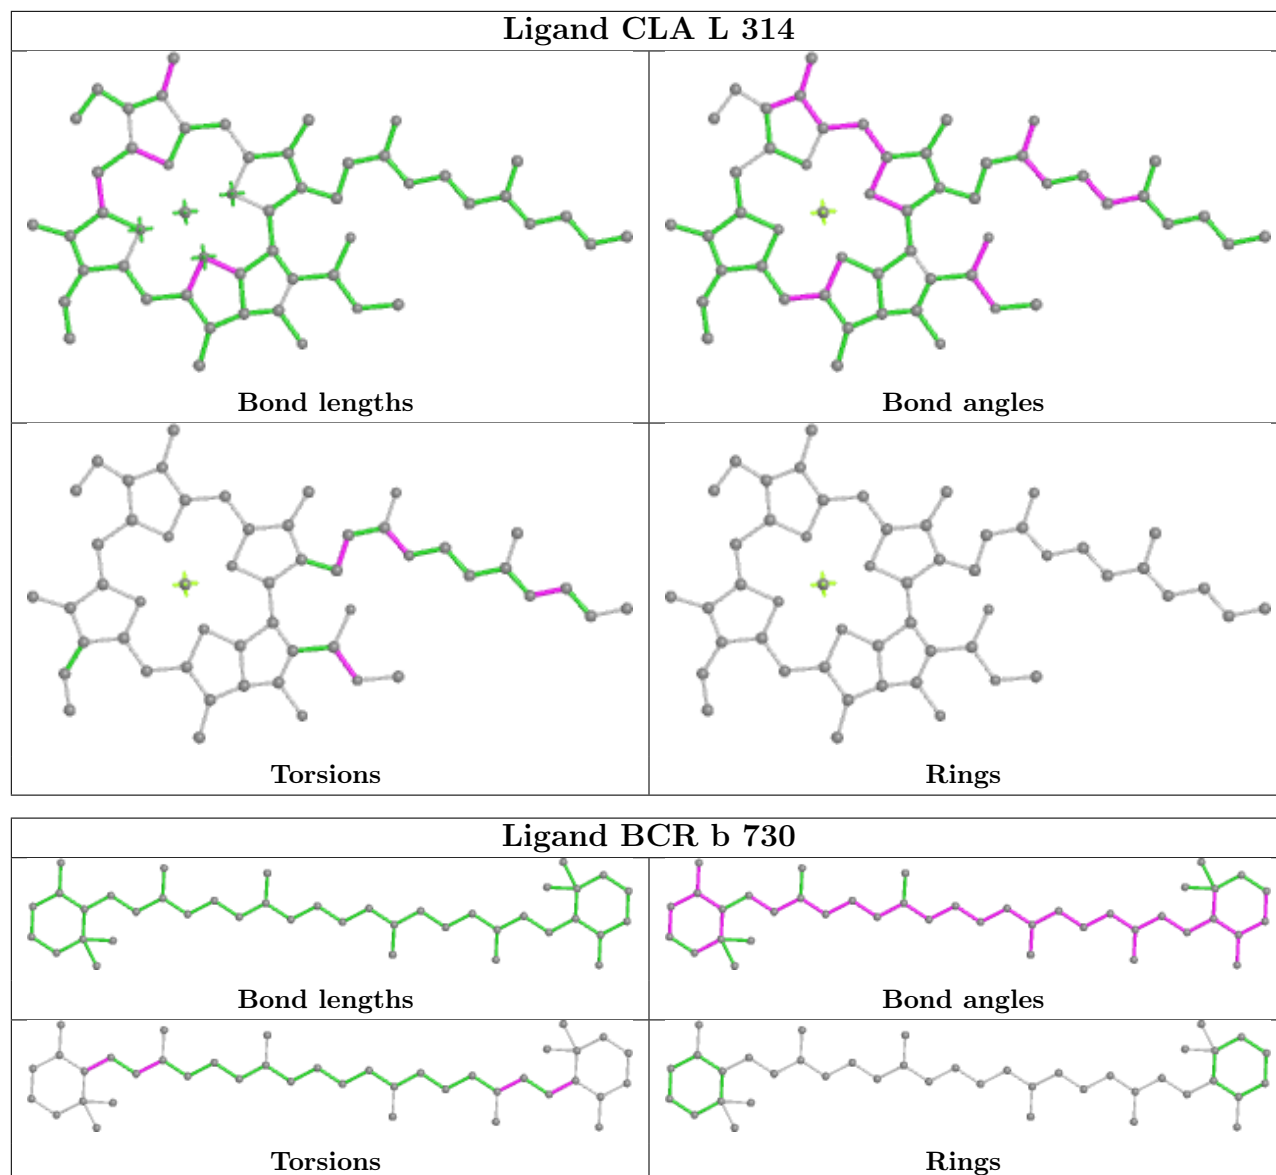 Ligand CLA L 314
Bond lengths
Bond angles
Torsions
Rings
Ligand BCR b 730
Bond lengths
Bond angles
Torsions
Rings